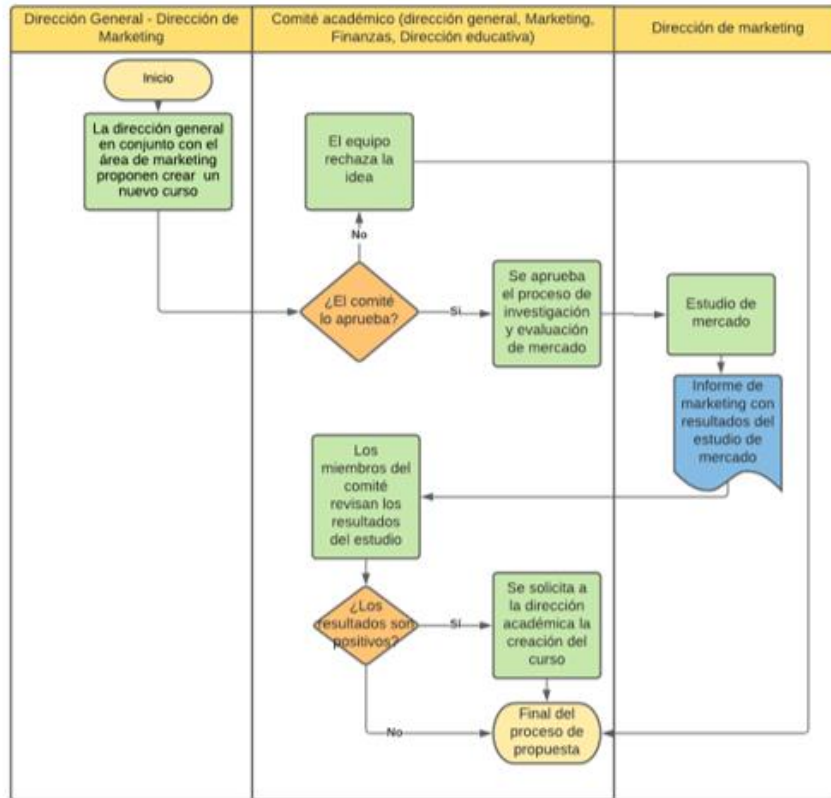 Dirección General - Dirección de
Marketing
Comité académico (dirección general, Marketing,
Finanzas, Dirección educativa)
Dirección de marketing
Inicio
La dirección general
en conjunto con el
área de marketing
proponen crear un
nuevo curso
El equipo
rechaza la
idea
No
¿El comité
lo aprueba?
Si
Se aprueba
el proceso de
investigación
y evaluación
de mercado
Estudio de
mercado
Informe de
marketing con
resultados del
estudio de
mercado
Los
miembros del
comité
revisan los
resultados
del estudio
¿Los
resultados son
positivos?
SI
Se solicita a
la dirección
académica la
creación del
curso
No
Final del
proceso de
propuesta